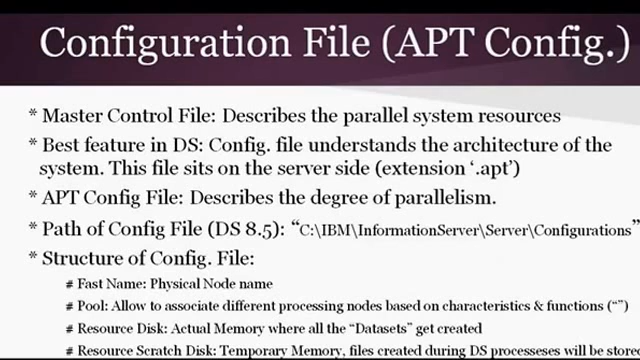 Configuration File (APT Config.)
* Master Control File: Describes the parallel system resources
* Best feature in DS: Config. file understands the architecture of the
system. This file sits on the server side (extension ‘.apt’)
* APT Config File: Describes the degree of parallelism.
* Path of Config File (DS 8.5): “C:\IBM\InformationServer\Server\Configurations”
* Structure of Config. File:
# Fast Name: Physical Node name
# Pool: Allow to associate different processing nodes based on characteristics & functions (“”)
# Resource Disk: Actual Memory where all the “Datasets” get created
# Resource Scratch Disk: Temporary Memory, files created during DS processeses will be stored